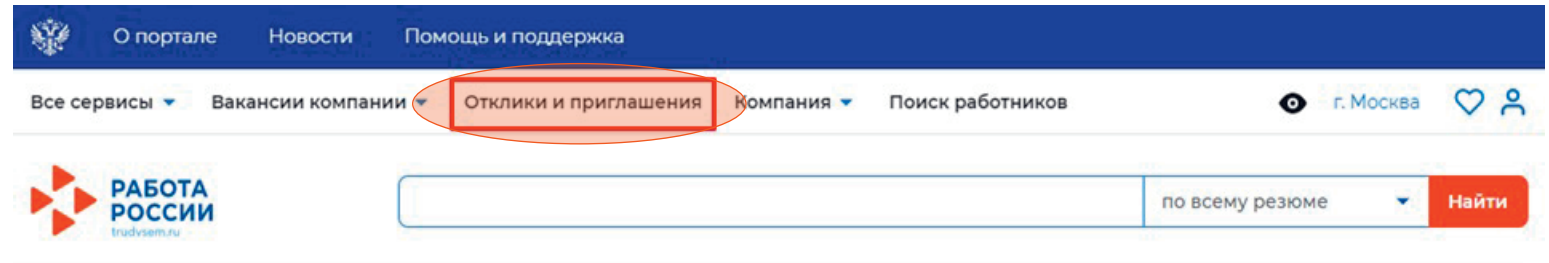 О портале Новости Помощь и поддержка
Все сервисы Вакансии компании Отклики и приглашения Компания Поиск работников г. Москва
РАБОТА
РОССИИ
trudvsem.ru
по всему резюме Найти